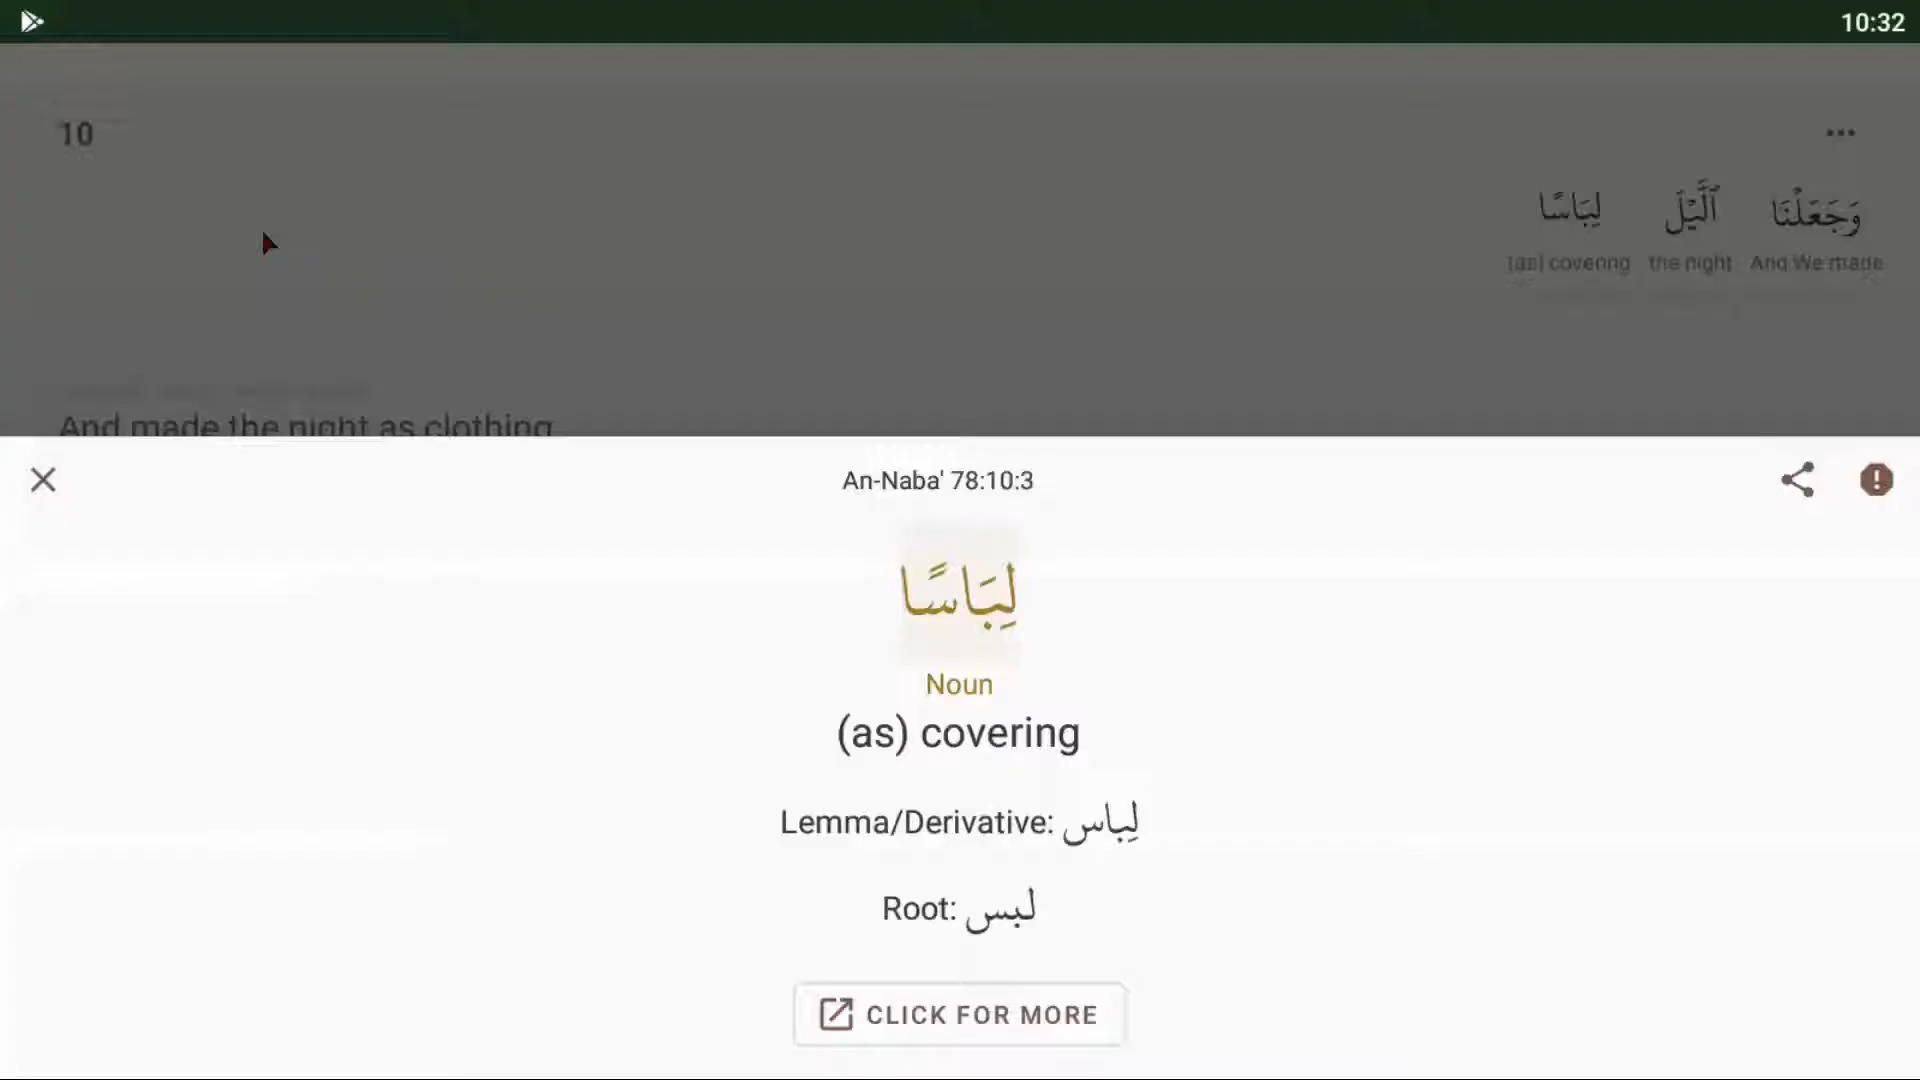 10:32
10
•••
وَجَعَلْنَا ٱلَّيْلَ لِبَاسًا
(as) covering the night And We made
And made the night as clothing
An-Naba' 78:10:3
لِبَاسًا
Noun
(as) covering
Lemma/Derivative: لِباس
Root: لبس
CLICK FOR MORE